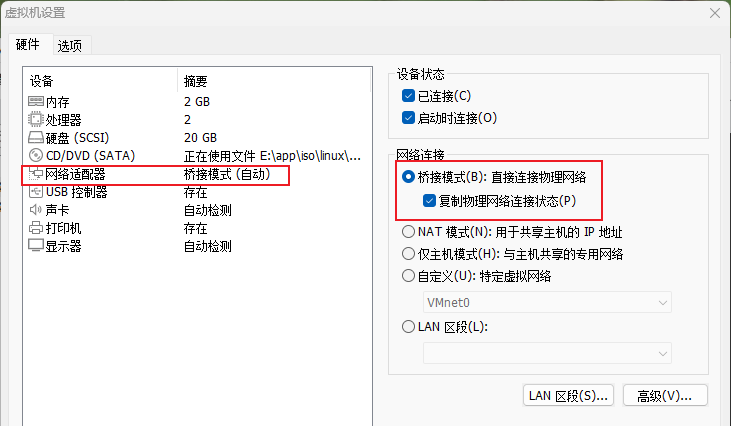 虚拟机设置
硬件 选项
设备 摘要
内存 2 GB
处理器 2
硬盘 (SCSI) 20 GB
CD/DVD (SATA) 正在使用文件 E:\app\iso\linux\...
网络适配器 桥接模式 (自动)
USB 控制器 存在
声卡 自动检测
打印机 存在
显示器 自动检测
设备状态
已连接(C)
启动时连接(O)
网络连接
桥接模式(B): 直接连接物理网络
复制物理网络连接状态(P)
NAT 模式(N): 用于共享主机的 IP 地址
仅主机模式(H): 与主机共享的专用网络
自定义(U): 特定虚拟网络
VMnet0
LAN 区段(L):
LAN 区段(S)... 高级(V)...